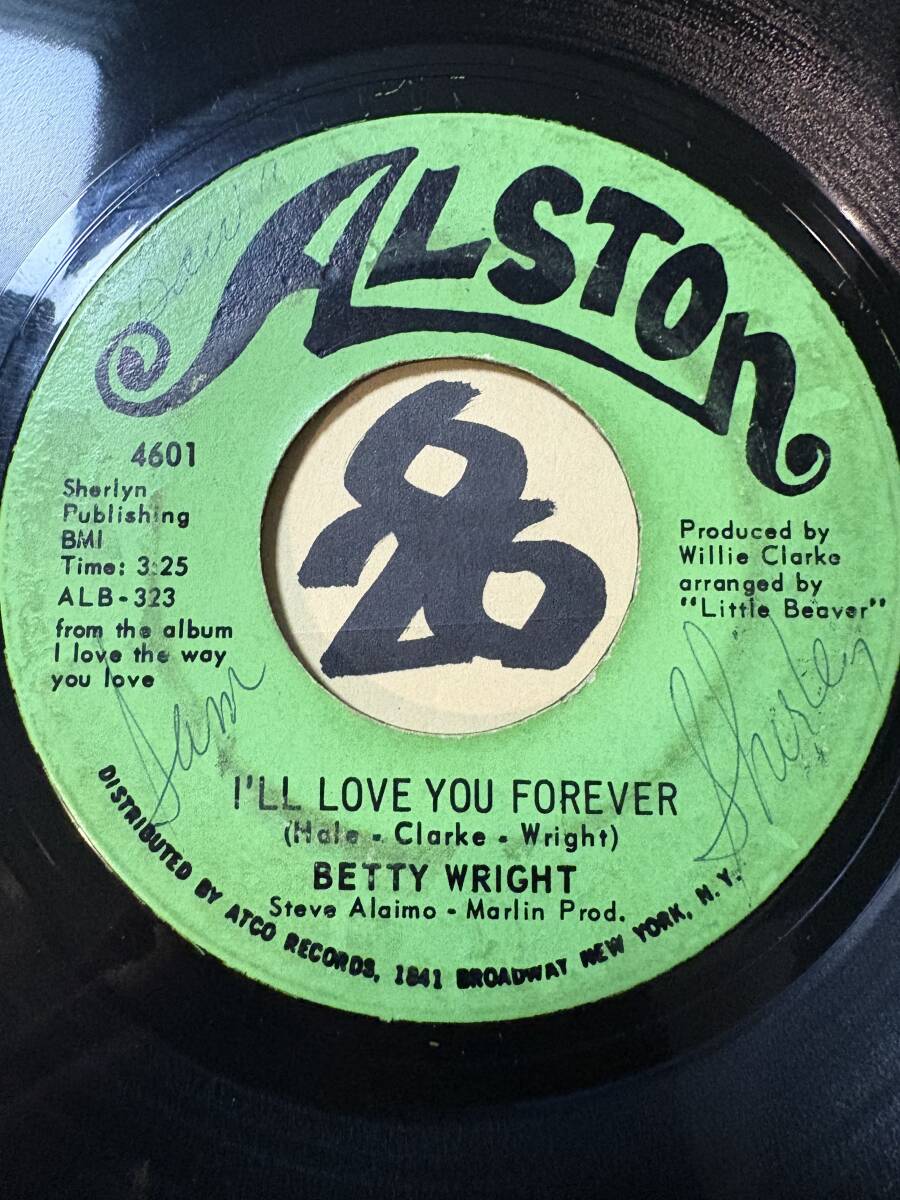 ALSTON
4601
Sherlyn
Publishing
BMI
Time: 3:25
ALB-323
from the album
I love the way
you love
Produced by
Willie Clarke
arranged by
"Little Beaver"
Sam
Shirley
I'LL LOVE YOU FOREVER
(Hale - Clarke - Wright)
BETTY WRIGHT
Steve Alaimo - Marlin Prod.
DISTRIBUTED BY ATCO RECORDS, 1841 BROADWAY NEW YORK, N.Y.